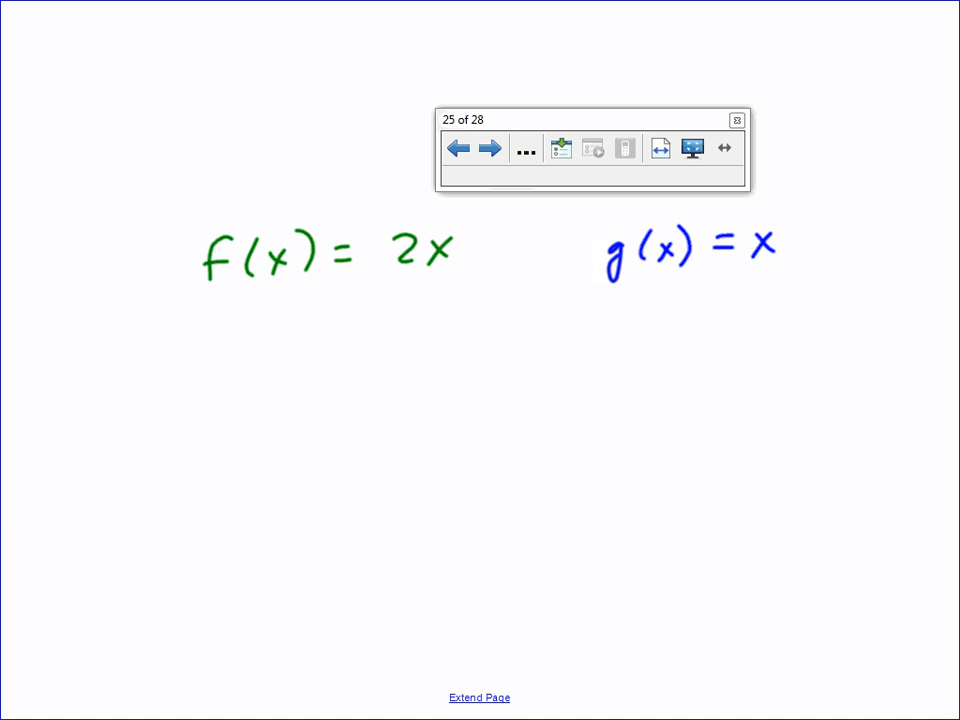 25 of 28
...
f(x) = 2x
g(x) = x
Extend Page